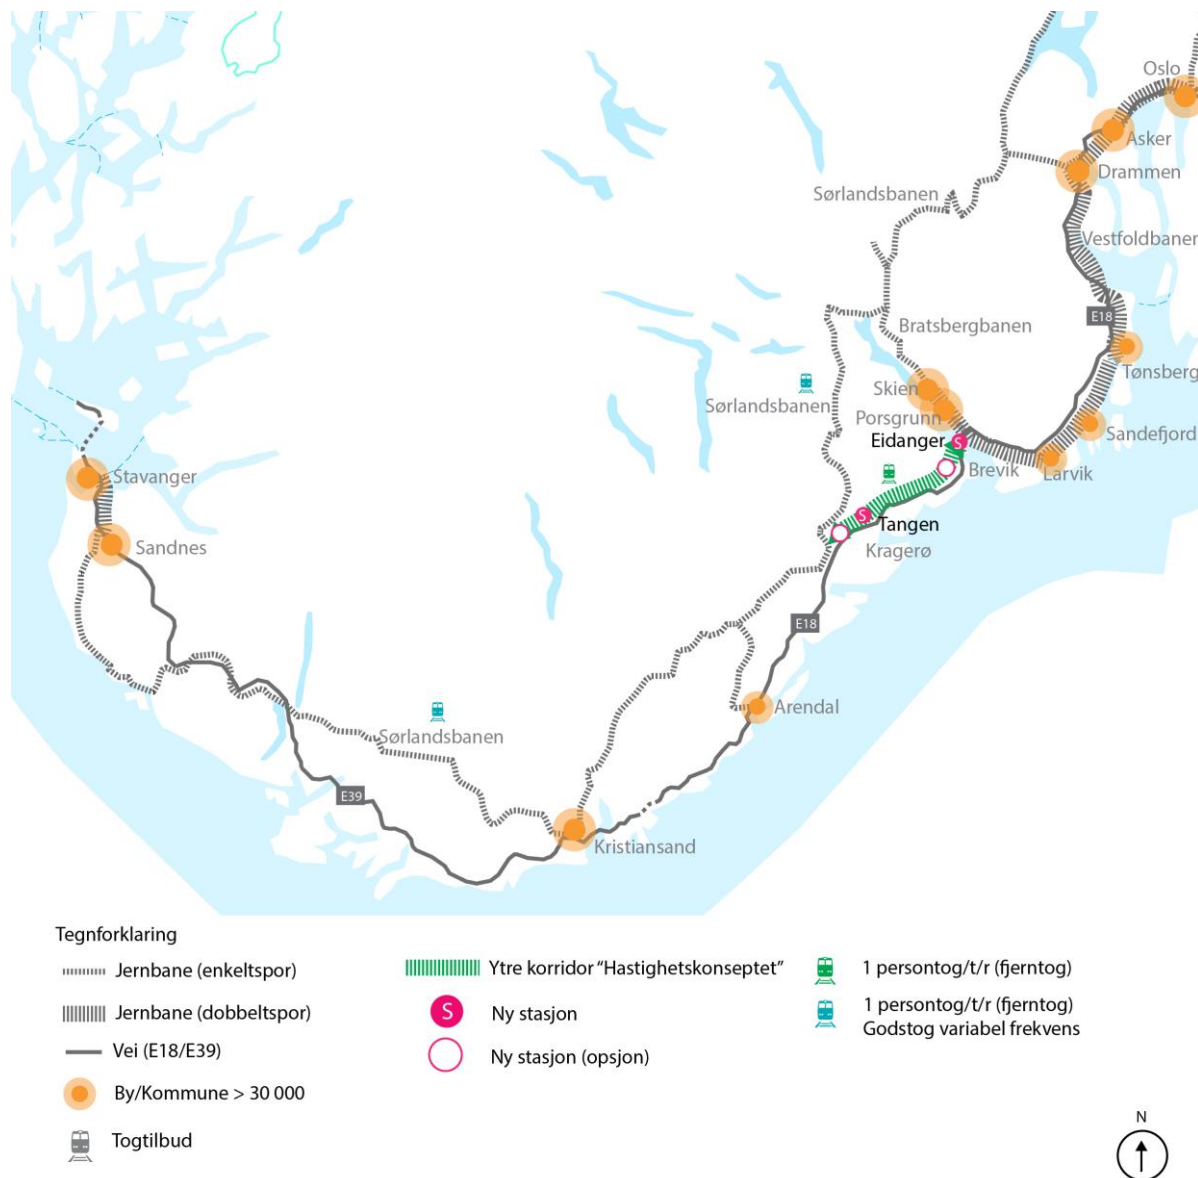 Oslo
Asker
Drammen
Sørlandsbanen
Vestfoldbanen
E18
Bratsbergbanen
Tønsberg
Skien
Sørlandsbanen
Porsgrunn
Sandefjord
Eidanger
S
Brevik
Larvik
Stavanger
S
Tangen
Sandnes
Kragerø
E18
Arendal
Sørlandsbanen
E39
Kristiansand
Tegnforklaring
Jernbane (enkeltspor)
Jernbane (dobbeltspor)
Vei (E18/E39)
By/Kommune > 30 000
Togtilbud
Ytre korridor “Hastighetskonseptet”
S
Ny stasjon
Ny stasjon (opsjon)
1 persontog/t/r (fjerntog)
1 persontog/t/r (fjerntog)
Godstog variabel frekvens
N